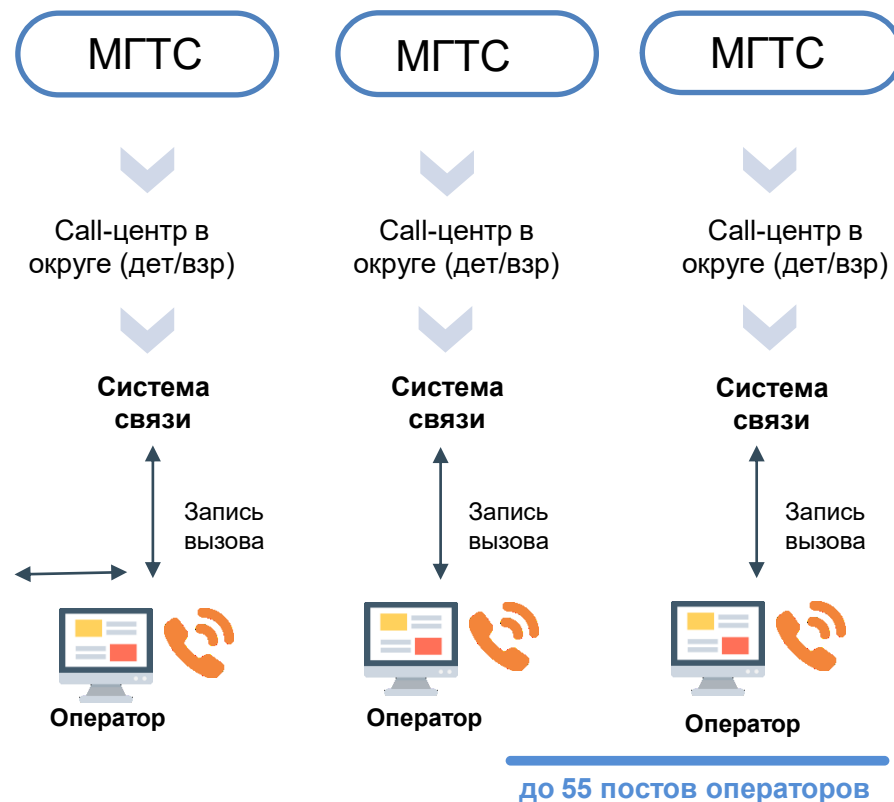 МГТС
МГТС
МГТС
Call-центр в
округе (дет/взр)
Call-центр в
округе (дет/взр)
Call-центр в
округе (дет/взр)
Система
связи
Система
связи
Система
связи
Запись
вызова
Запись
вызова
Запись
вызова
Оператор
Оператор
Оператор
до 55 постов операторов